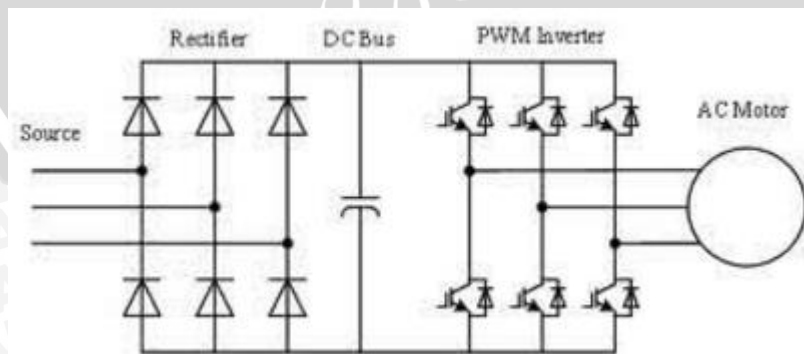 Rectifier
DC Bus
PWM Inverter
Source
AC Motor